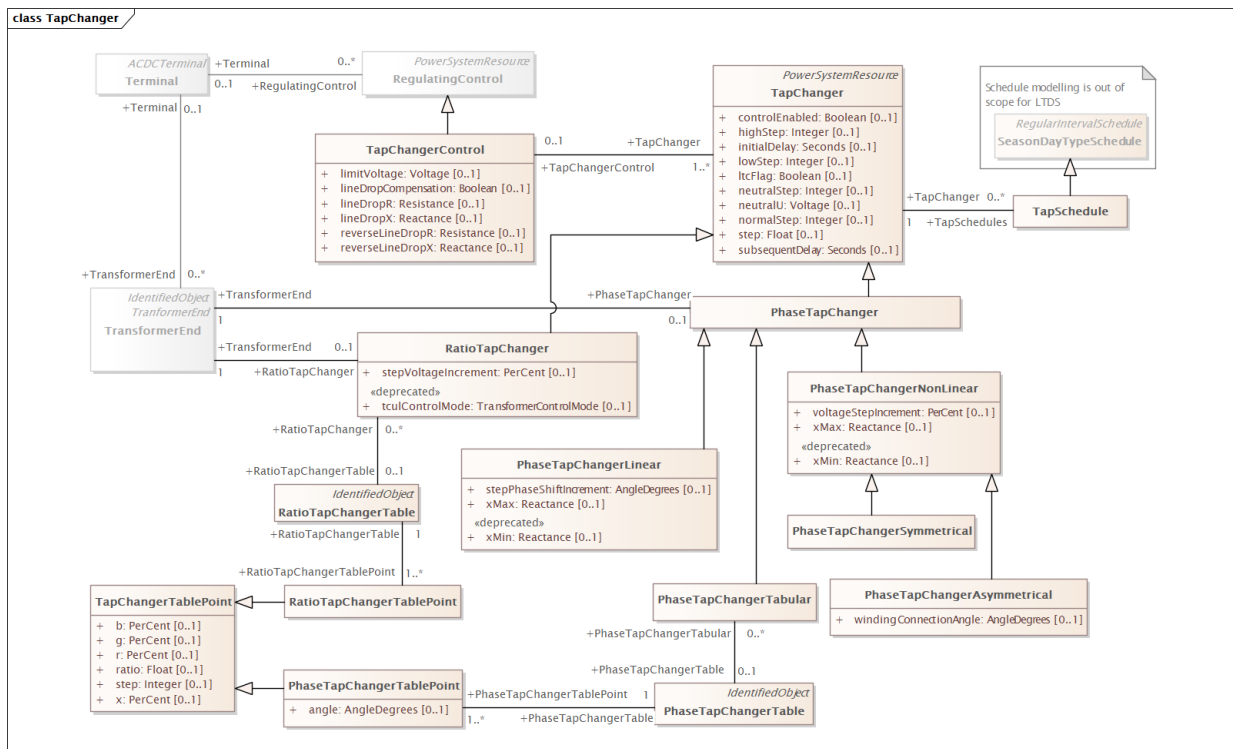 class TapChanger
ACDCTerminal
Terminal
+Terminal
0..*
0..1
+RegulatingControl
PowerSystemResource
RegulatingControl
+Terminal
0..1
PowerSystemResource
TapChanger
+ controlEnabled: Boolean [0..1]
+ highStep: Integer [0..1]
+ initialDelay: Seconds [0..1]
+ lowStep: Integer [0..1]
+ ltcFlag: Boolean [0..1]
+ neutralStep: Integer [0..1]
+ neutralU: Voltage [0..1]
+ normalStep: Integer [0..1]
+ step: Float [0..1]
+ subsequentDelay: Seconds [0..1]
Schedule modelling is out of
scope for LTDS
RegularIntervalSchedule
SeasonDayTypeSchedule
TapChangerControl
+ limitVoltage: Voltage [0..1]
+ lineDropCompensation: Boolean [0..1]
+ lineDropR: Resistance [0..1]
+ lineDropX: Reactance [0..1]
+ reverseLineDropR: Resistance [0..1]
+ reverseLineDropX: Reactance [0..1]
0..1
+TapChanger
+TapChangerControl
1..*
+TapChanger
0..*
1
+TapSchedules
TapSchedule
+TransformerEnd
0..*
IdentifiedObject
TranformerEnd
TransformerEnd
+TransformerEnd
1
+PhaseTapChanger
0..1
PhaseTapChanger
+TransformerEnd
0..1
1
+RatioTapChanger
RatioTapChanger
+ stepVoltageIncrement: PerCent [0..1]
«deprecated»
+ tculControlMode: TransformerControlMode [0..1]
PhaseTapChangerNonLinear
+ voltageStepIncrement: PerCent [0..1]
+ xMax: Reactance [0..1]
«deprecated»
+ xMin: Reactance [0..1]
+RatioTapChanger
0..*
+RatioTapChangerTable
0..1
PhaseTapChangerLinear
+ stepPhaseShiftIncrement: AngleDegrees [0..1]
+ xMax: Reactance [0..1]
«deprecated»
+ xMin: Reactance [0..1]
IdentifiedObject
RatioTapChangerTable
+RatioTapChangerTable
1
PhaseTapChangerSymmetrical
+RatioTapChangerTablePoint
1..*
TapChangerTablePoint
+ b: PerCent [0..1]
+ g: PerCent [0..1]
+ r: PerCent [0..1]
+ ratio: Float [0..1]
+ step: Integer [0..1]
+ x: PerCent [0..1]
RatioTapChangerTablePoint
PhaseTapChangerTabular
PhaseTapChangerAsymmetrical
+ windingConnectionAngle: AngleDegrees [0..1]
+PhaseTapChangerTabular
0..*
+PhaseTapChangerTable
0..1
PhaseTapChangerTablePoint
+ angle: AngleDegrees [0..1]
+PhaseTapChangerTablePoint
1
1..*
+PhaseTapChangerTable
IdentifiedObject
PhaseTapChangerTable